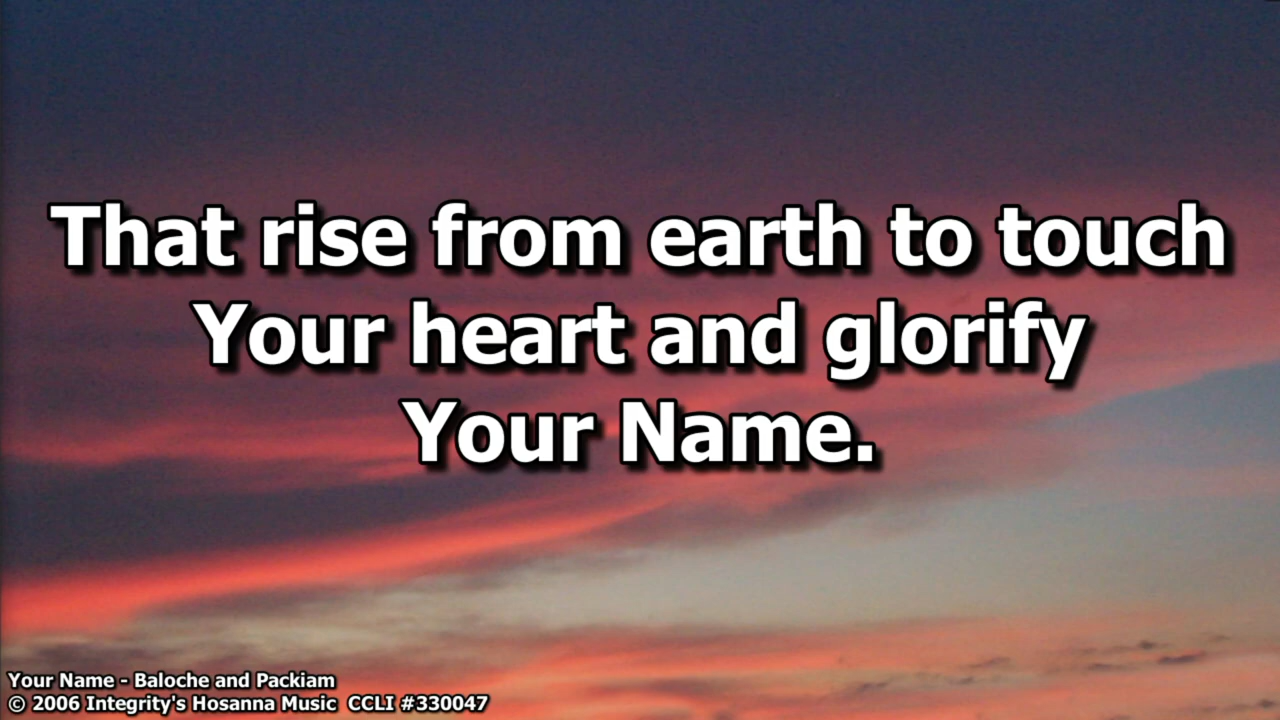 That rise from earth to touch
Your heart and glorify
Your Name.
Your Name - Baloche and Packiam
© 2006 Integrity's Hosanna Music  CCLI #330047